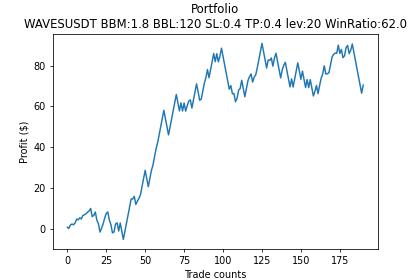 Portfolio
WAVESUSDT BBM:1.8 BBL:120 SL:0.4 TP:0.4 lev:20 WinRatio:62.0
80
60
40
20
0
Profit ($)
0 25 50 75 100 125 150 175
Trade counts